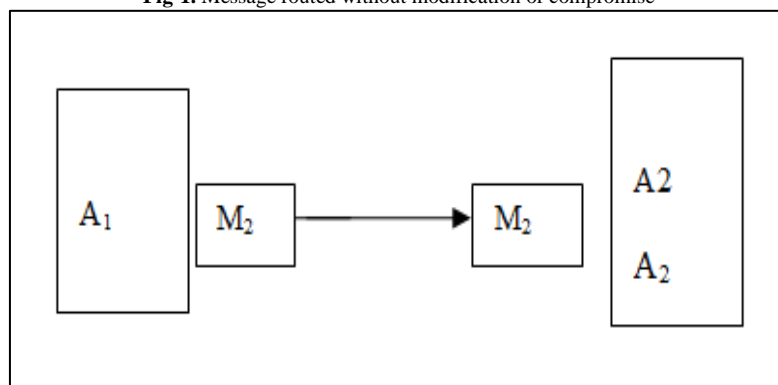 Fig 1. Message routed without modification or compromise
A₁
M₂
M₂
A2
A₂